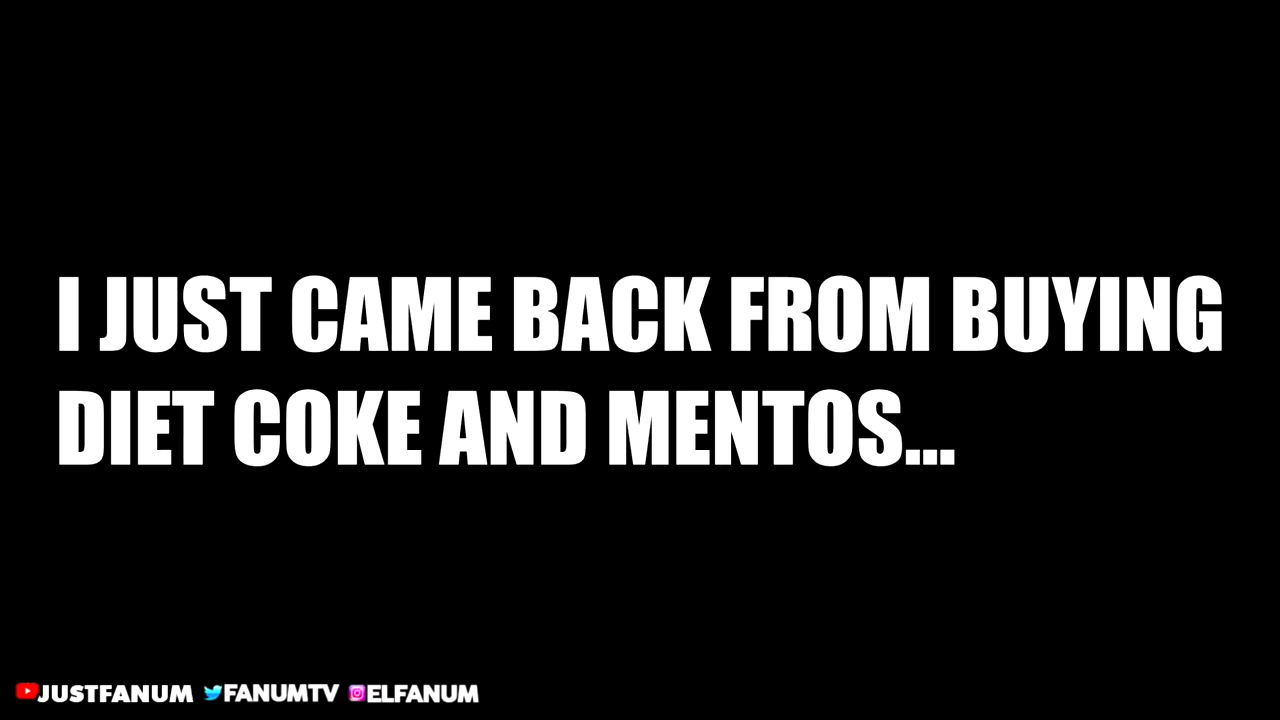 I JUST CAME BACK FROM BUYING
DIET COKE AND MENTOS...
JUSTFANUM FANUMTV ELFANUM